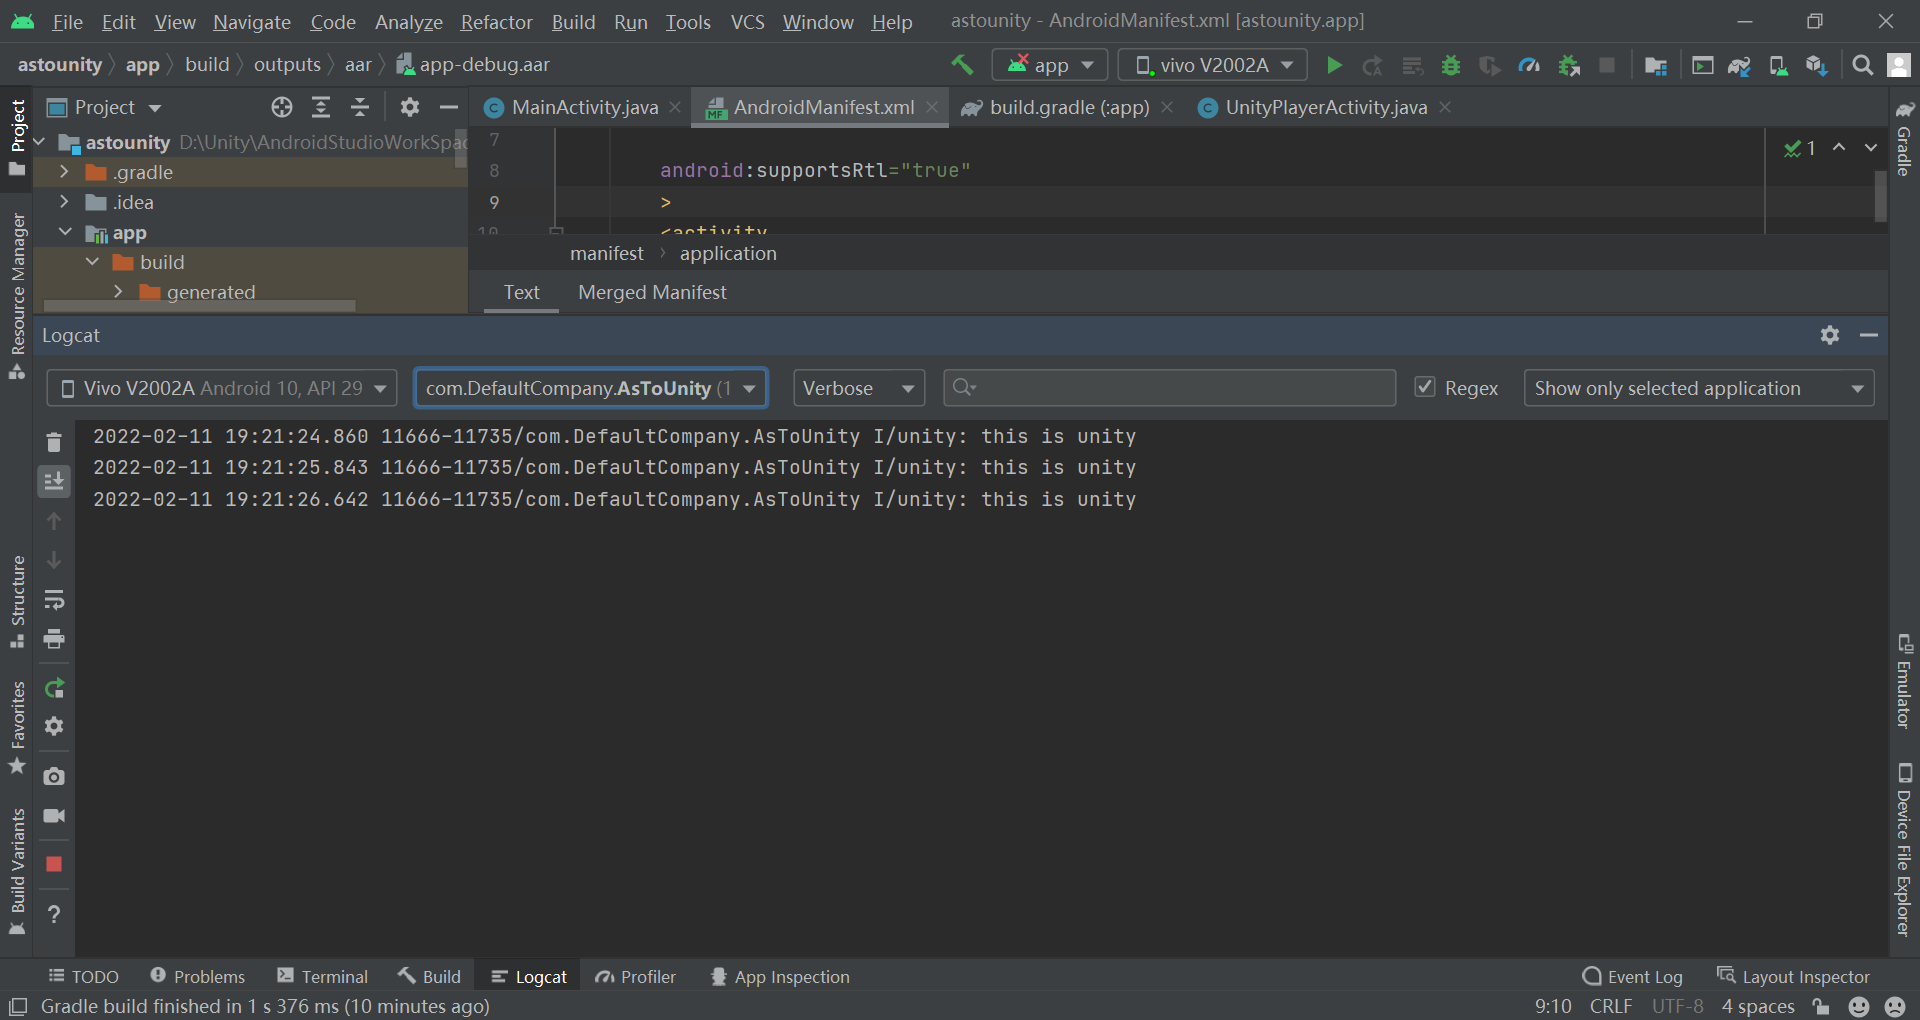 File Edit View Navigate Code Analyze Refactor Build Run Tools VCS Window Help astounity - AndroidManifest.xml [astounity.app]
astounity app build outputs aar app-debug.aar app vivo V2002A
Project MainActivity.java AndroidManifest.xml build.gradle (:app) UnityPlayerActivity.java
astounity D:\Unity\AndroidStudioWorkSpac
.gradle
.idea
app
build
generated
7
8 android:supportsRtl="true"
9 >
10 <activity
1
manifest application
Text Merged Manifest
Logcat
Vivo V2002A Android 10, API 29 com.DefaultCompany.AsToUnity (1 Verbose Regex Show only selected application
2022-02-11 19:21:24.860 11666-11735/com.DefaultCompany.AsToUnity I/unity: this is unity
2022-02-11 19:21:25.843 11666-11735/com.DefaultCompany.AsToUnity I/unity: this is unity
2022-02-11 19:21:26.642 11666-11735/com.DefaultCompany.AsToUnity I/unity: this is unity
Project
Resource Manager
Structure
Favorites
Build Variants
Gradle
Emulator
Device File Explorer
TODO Problems Terminal Build Logcat Profiler App Inspection Event Log Layout Inspector
Gradle build finished in 1 s 376 ms (10 minutes ago) 9:10 CRLF UTF-8 4 spaces